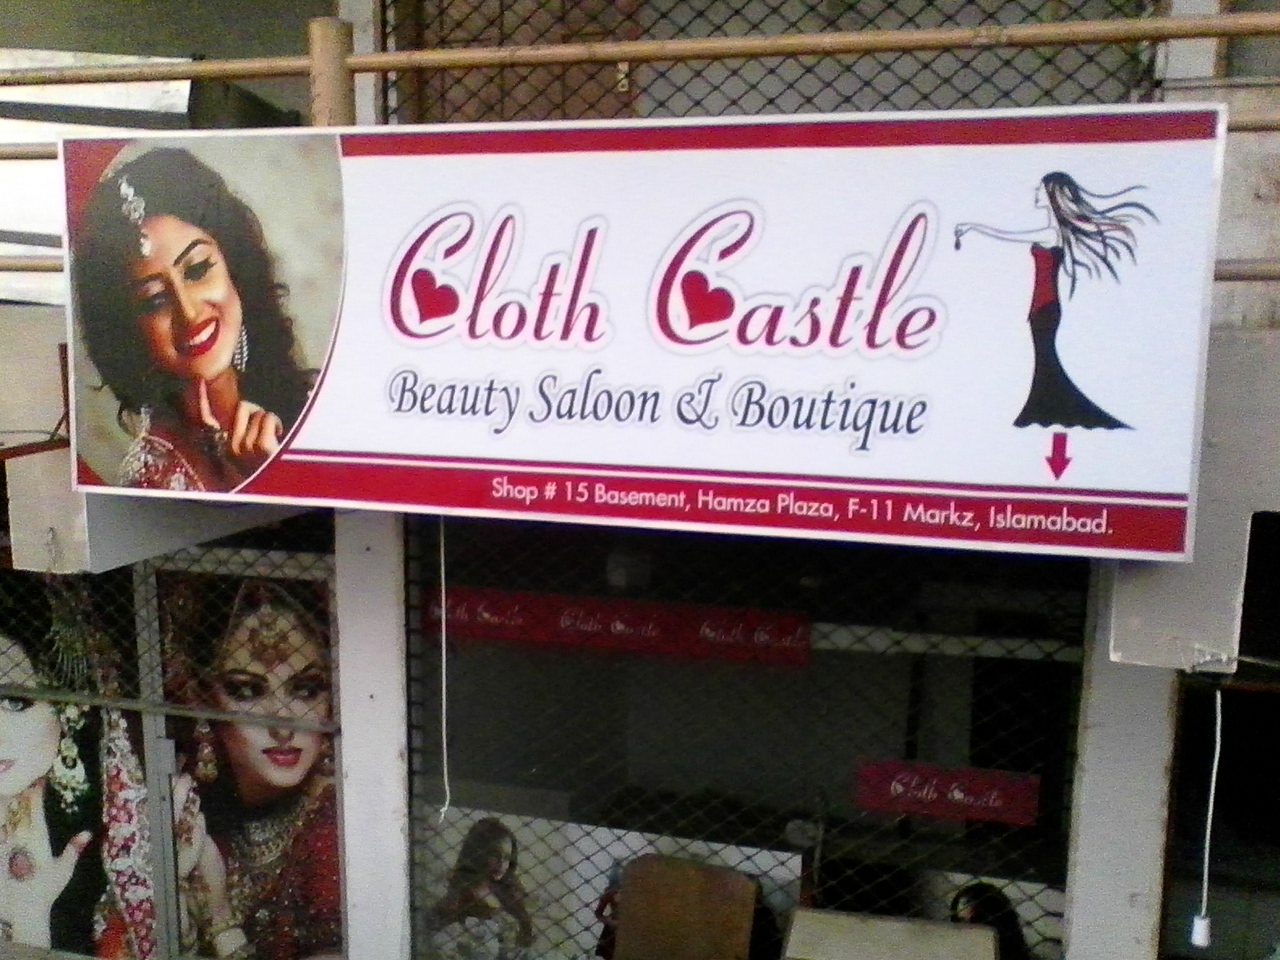 Cloth Castle
Beauty Saloon & Boutique
Shop # 15 Basement, Hamza Plaza, F-11 Markz, Islamabad.
Cloth Castle Cloth Castle Cloth Castle
Cloth Castle